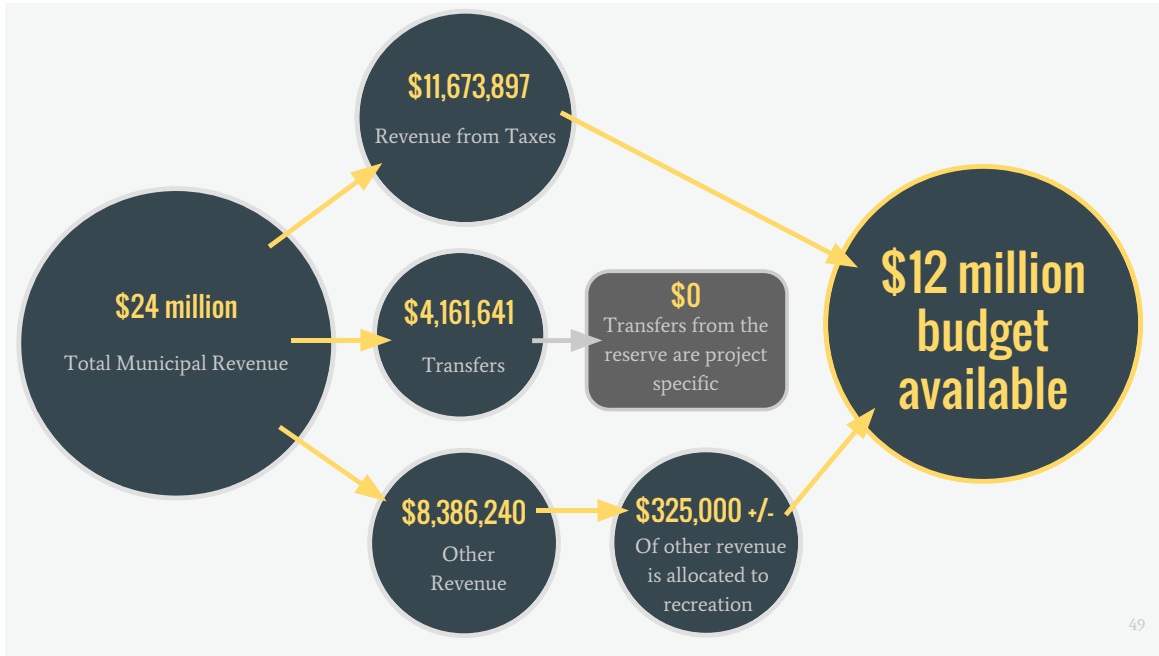 $11,673,897
Revenue from Taxes
$24 million
Total Municipal Revenue
$4,161,641
Transfers
$0
Transfers from the
reserve are project
specific
$12 million
budget
available
$8,386,240
Other
Revenue
$325,000 +/-
Of other revenue
is allocated to
recreation
49